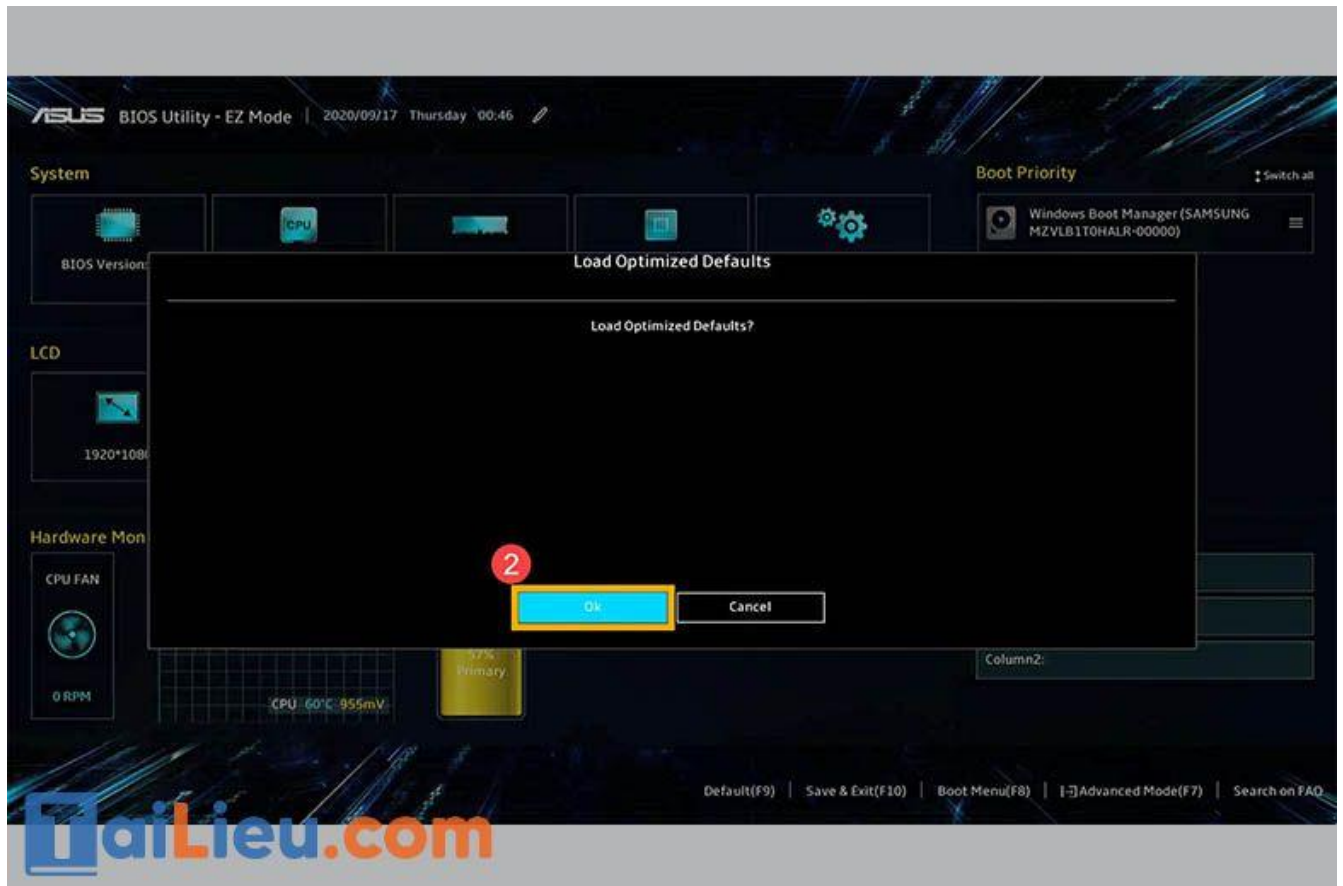 ASUS BIOS Utility - EZ Mode | 2020/09/17 Thursday 00:46
System
Boot Priority
Switch all
CPU
Windows Boot Manager (SAMSUNG
MZVLB1T0HALR-00000)
BIOS Version:
Load Optimized Defaults
Load Optimized Defaults?
LCD
1920*108
Hardware Mon
2
CPU FAN
Ok
Cancel
57%
Primary
Column2:
0 RPM
CPU 60°C 955mV
Default(F9) | Save & Exit(F10) | Boot Menu(F8) | Advanced Mode(F7) | Search on FAQ
TaiLieu.com